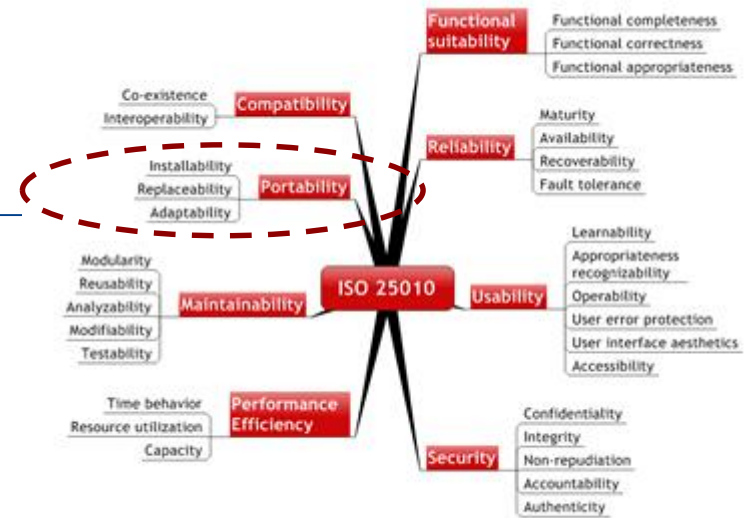 Functional
suitability
Functional completeness
Functional correctness
Functional appropriateness
Co-existence
Interoperability
Compatibility
Reliability
Maturity
Availability
Recoverability
Fault tolerance
Installability
Replaceability
Adaptability
Portability
ISO 25010
Modularity
Reusability
Analyzability
Modifiability
Testability
Maintainability
Usability
Learnability
Appropriateness
recognizability
Operability
User error protection
User interface aesthetics
Accessibility
Time behavior
Resource utilization
Capacity
Performance
Efficiency
Security
Confidentiality
Integrity
Non-repudiation
Accountability
Authenticity